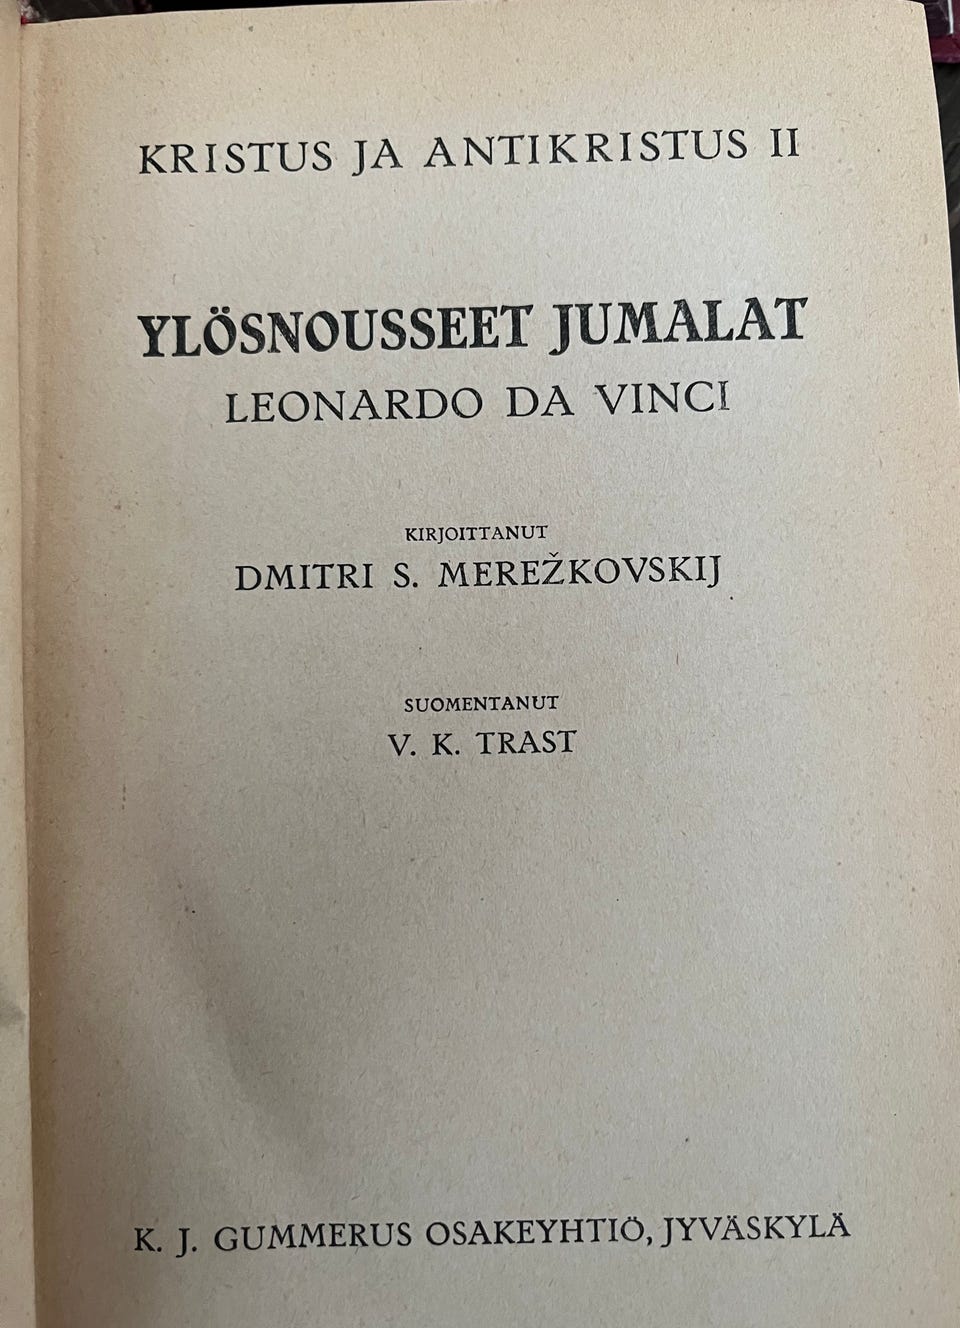 KRISTUS JA ANTIKRISTUS II
YLÖSNOUSSEET JUMALAT
LEONARDO DA VINCI
KIRJOITTANUT
DMITRI S. MEREŽKOVSKIJ
SUOMENTANUT
V. K. TRAST
K. J. GUMMERUS OSAKEYHTIÖ, JYVÄSKYLÄ